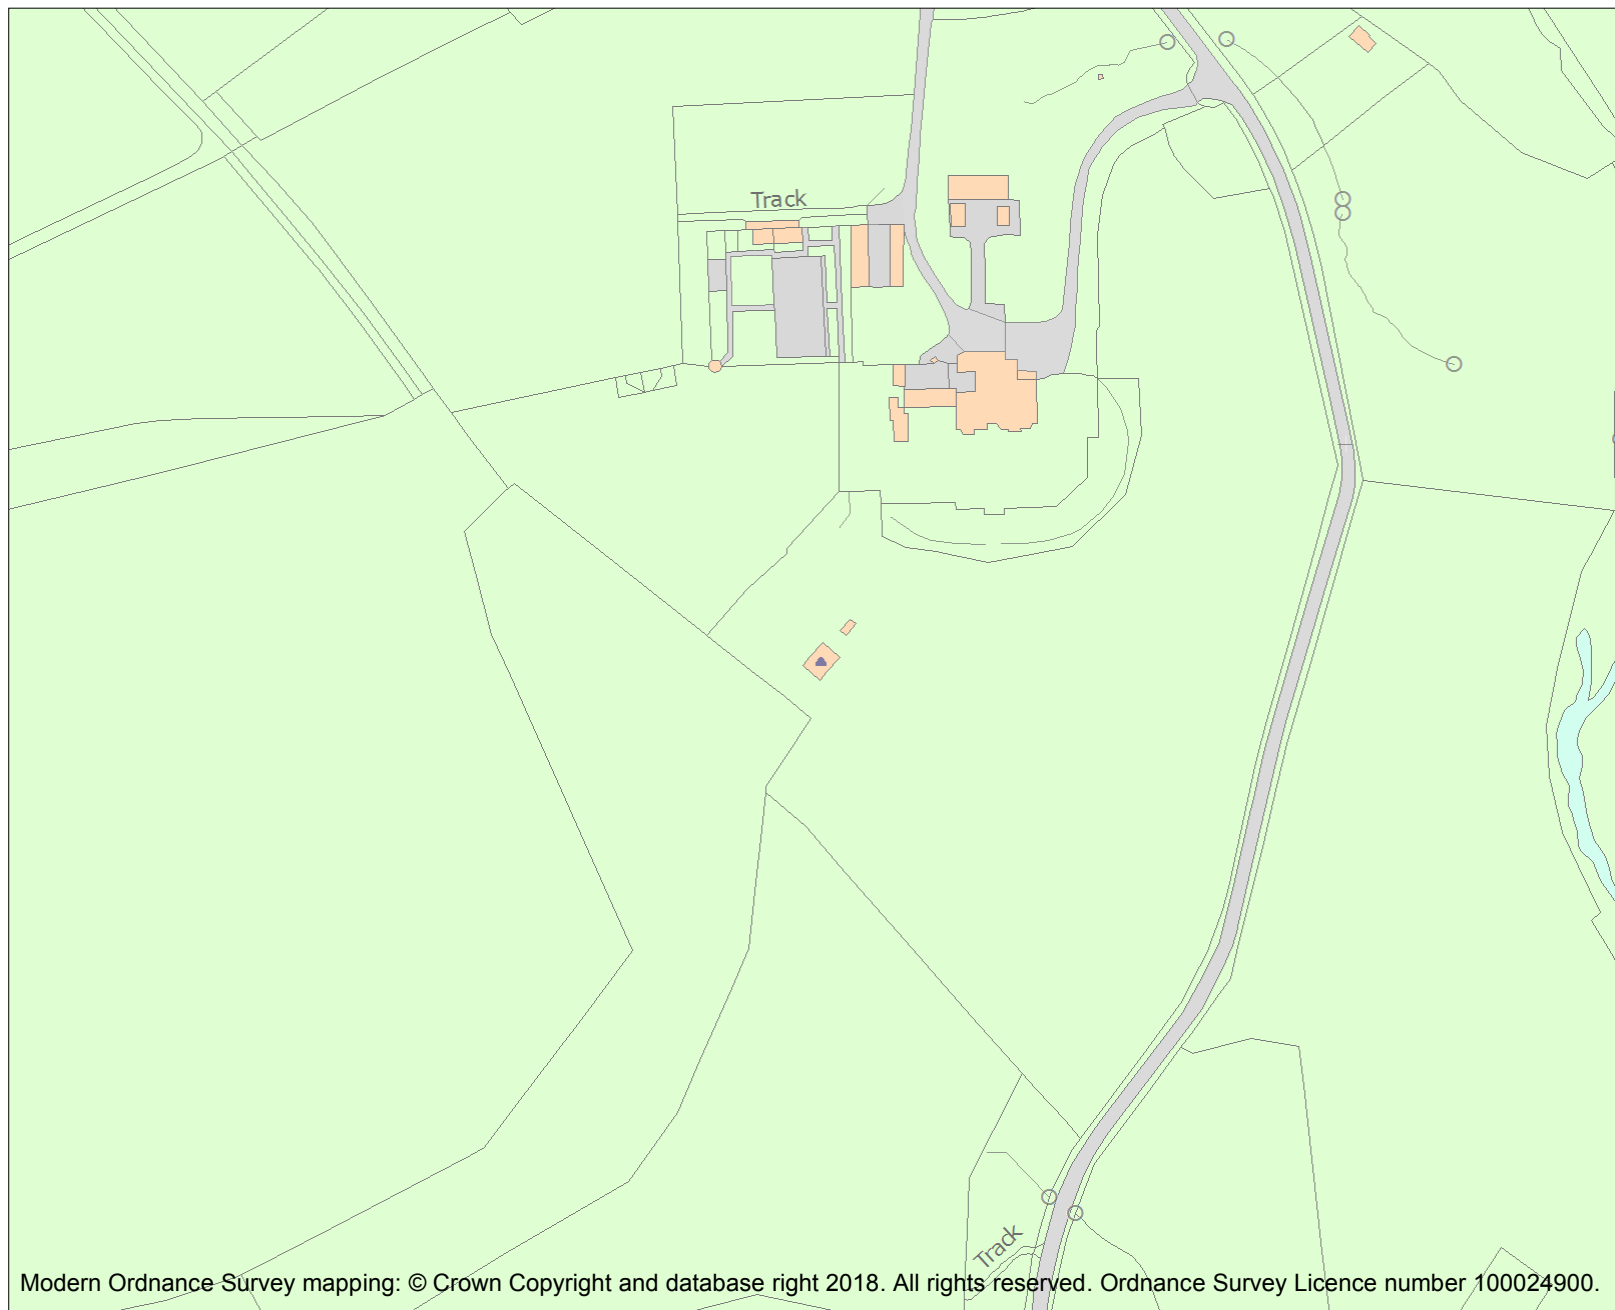 Track
Track
Modern Ordnance Survey mapping: © Crown Copyright and database right 2018. All rights reserved. Ordnance Survey Licence number 100024900.